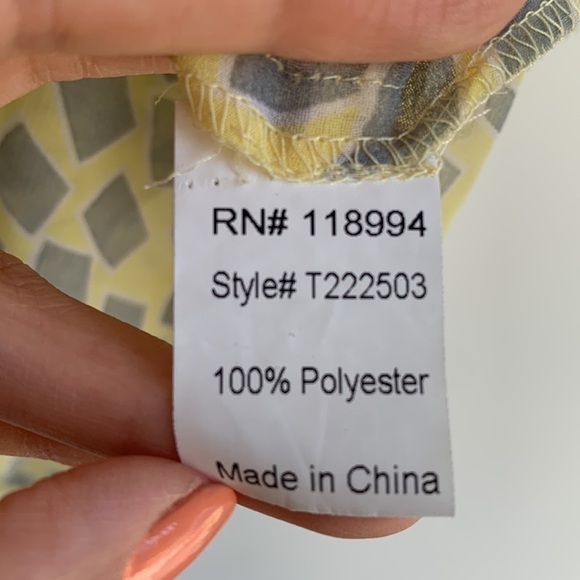 RN# 118994
Style# T222503
100% Polyester
Made in China